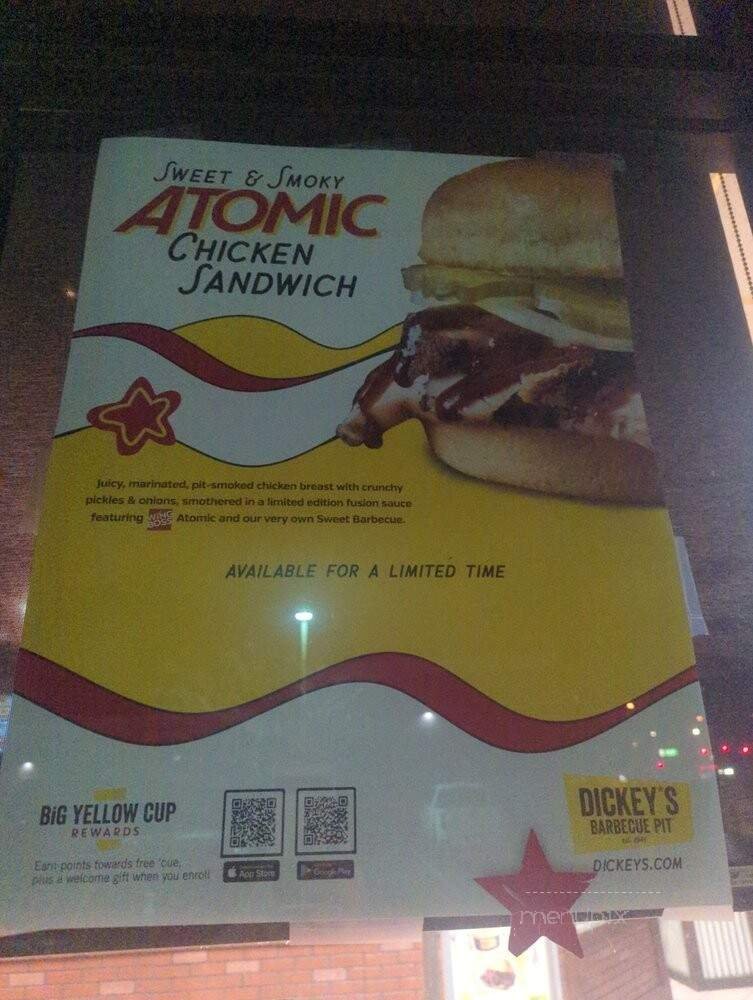 SWEET & SMOKY
ATOMIC
CHICKEN
SANDWICH
Juicy, marinated, pit-smoked chicken breast with crunchy
pickles & onions, smothered in a limited edition fusion sauce
featuring WING BOSS Atomic and our very own Sweet Barbecue.
AVAILABLE FOR A LIMITED TIME
BIG YELLOW CUP
REWARDS
Earn points towards free 'cue,
plus a welcome gift when you enroll
App Store
Google Play
DICKEY'S
BARBECUE PIT
EST. 1941
DICKEYS.COM
menupix